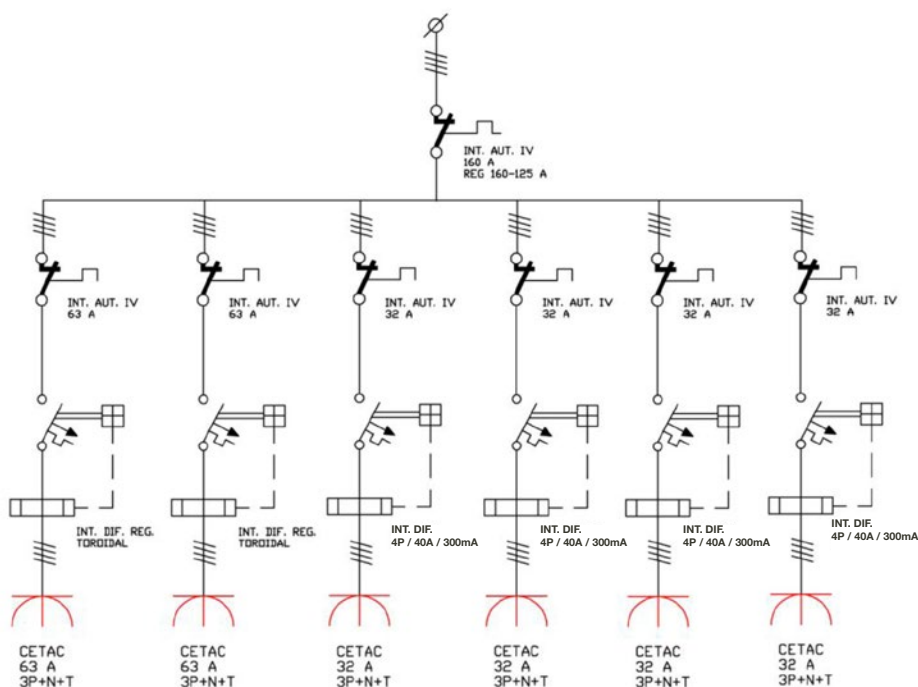 INT. AUT. IV
160 A
REG 160-125 A
INT. AUT. IV
63 A
INT. AUT. IV
63 A
INT. AUT. IV
32 A
INT. AUT. IV
32 A
INT. AUT. IV
32 A
INT. AUT. IV
32 A
INT. DIF. REG.
TOROIDAL
INT. DIF. REG.
TOROIDAL
INT. DIF.
4P / 40A / 300mA
INT. DIF.
4P / 40A / 300mA
INT. DIF.
4P / 40A / 300mA
INT. DIF.
4P / 40A / 300mA
CETAC
63 A
3P+N+T
CETAC
63 A
3P+N+T
CETAC
32 A
3P+N+T
CETAC
32 A
3P+N+T
CETAC
32 A
3P+N+T
CETAC
32 A
3P+N+T